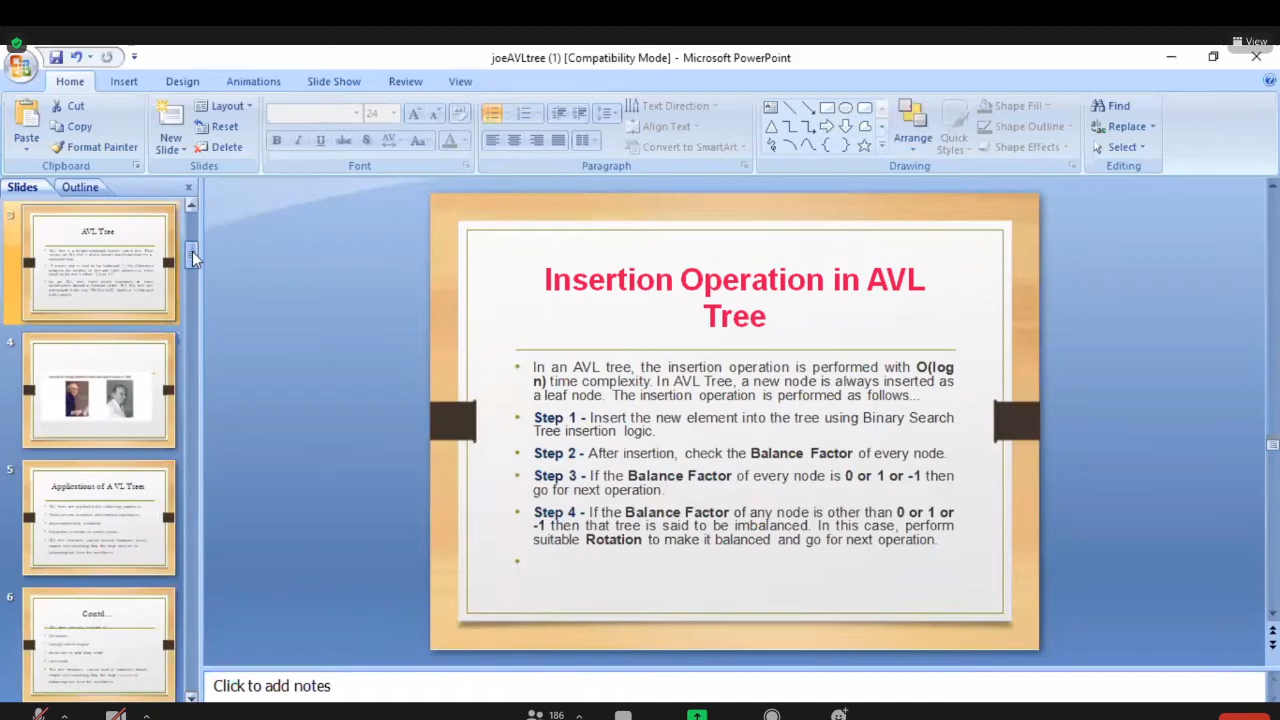 View
joeAVLtree (1) [Compatibility Mode] - Microsoft PowerPoint
Home Insert Design Animations Slide Show Review View
Cut
Copy
Format Painter
Paste
Clipboard
New Slide
Layout
Reset
Delete
Slides
24
Font
Text Direction
Align Text
Convert to SmartArt
Paragraph
Arrange
Quick Styles
Shape Fill
Shape Outline
Shape Effects
Drawing
Find
Replace
Select
Editing
Slides Outline
3
AVL Tree
4
5
Applications of AVL Trees
6
Contd...
Insertion Operation in AVL
Tree
In an AVL tree, the insertion operation is performed with O(log
n) time complexity. In AVL Tree, a new node is always inserted as
a leaf node. The insertion operation is performed as follows...
Step 1 - Insert the new element into the tree using Binary Search
Tree insertion logic.
Step 2 - After insertion, check the Balance Factor of every node.
Step 3 - If the Balance Factor of every node is 0 or 1 or -1 then
go for next operation.
Step 4 - If the Balance Factor of any node is other than 0 or 1 or
-1 then that tree is said to be imbalanced. In this case, perform
suitable Rotation to make it balanced and go for next operation.
Click to add notes
186